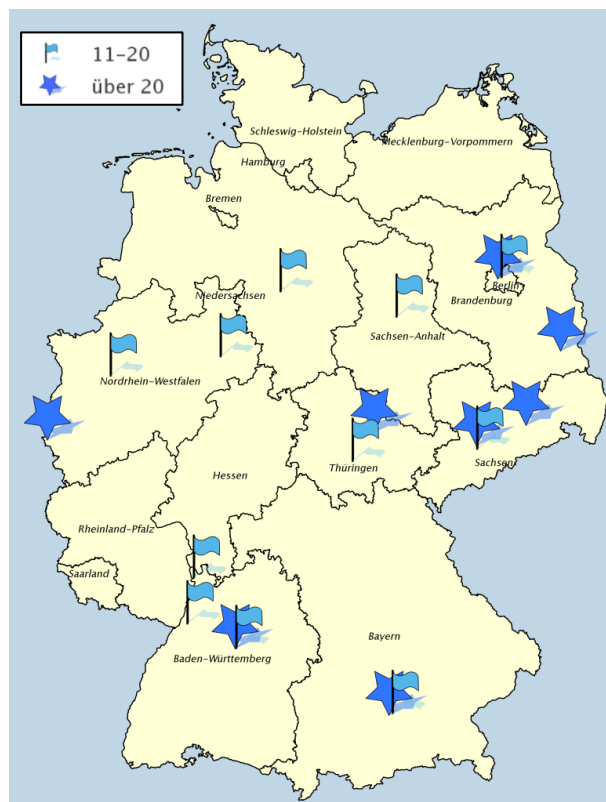 11–20
über 20
Schleswig–Holstein
Mecklenburg–Vorpommern
Hamburg
Bremen
Niedersachsen
Berlin
Brandenburg
Sachsen–Anhalt
Nordrhein–Westfalen
Sachsen
Thüringen
Hessen
Rheinland–Pfalz
Saarland
Bayern
Baden–Württemberg